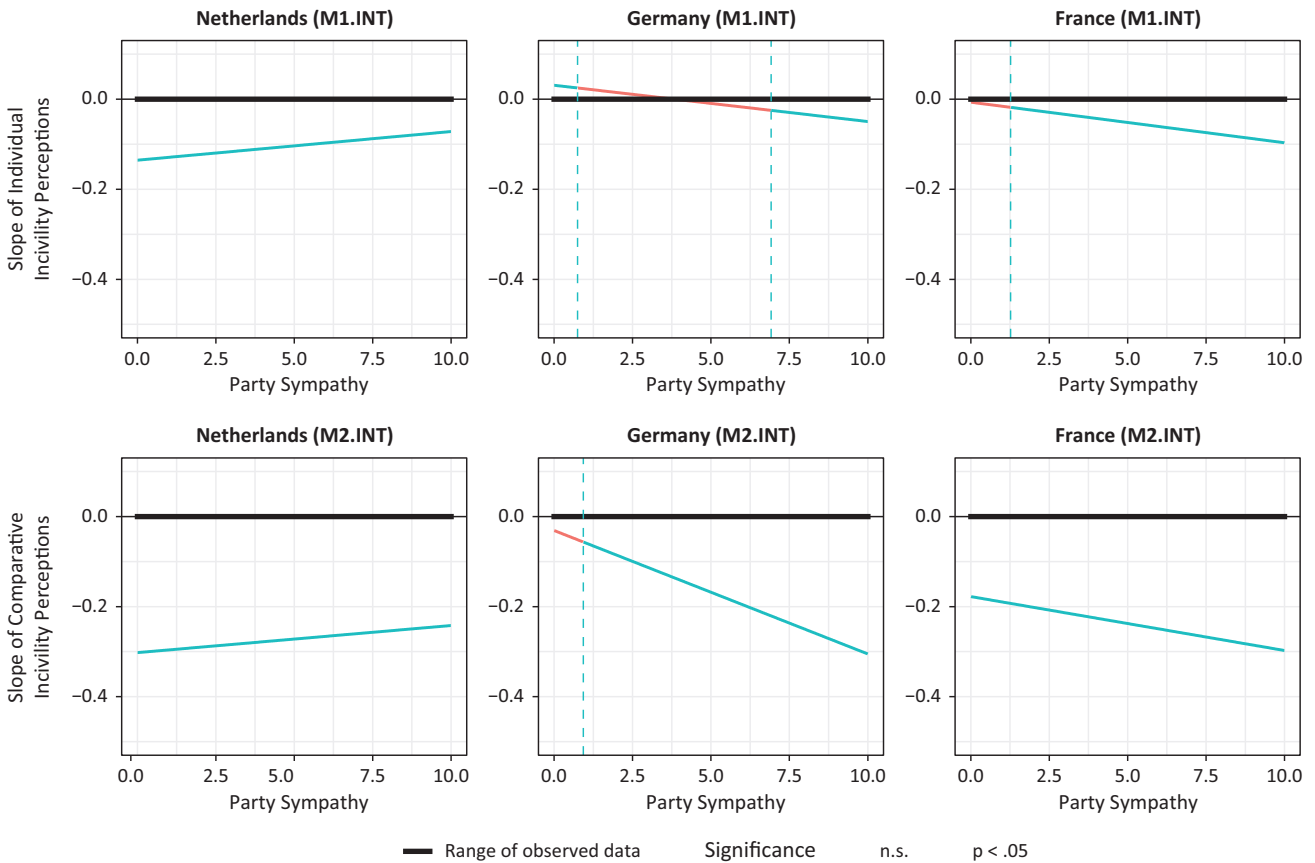 Netherlands (M1.INT)
Germany (M1.INT)
France (M1.INT)
Slope of Individual
Incivility Perceptions
0.0
−0.2
−0.4
0.0
−0.2
−0.4
0.0
−0.2
−0.4
0.0 2.5 5.0 7.5 10.0
0.0 2.5 5.0 7.5 10.0
0.0 2.5 5.0 7.5 10.0
Party Sympathy
Party Sympathy
Party Sympathy
Netherlands (M2.INT)
Germany (M2.INT)
France (M2.INT)
Slope of Comparative
Incivility Perceptions
0.0
−0.2
−0.4
0.0
−0.2
−0.4
0.0
−0.2
−0.4
0.0 2.5 5.0 7.5 10.0
0.0 2.5 5.0 7.5 10.0
0.0 2.5 5.0 7.5 10.0
Party Sympathy
Party Sympathy
Party Sympathy
Range of observed data Significance n.s. p < .05